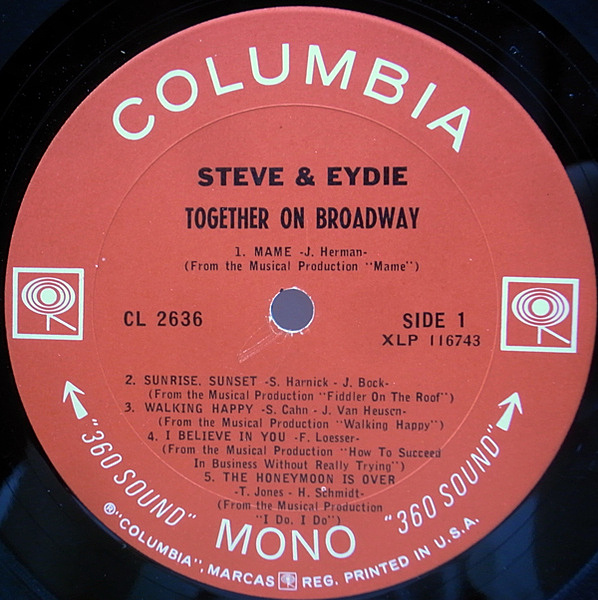 COLUMBIA
STEVE & EYDIE
TOGETHER ON BROADWAY
1. MAME -J. Herman-
(From the Musical Production "Mame")
CL 2636
SIDE 1
XLP 116743
2. SUNRISE. SUNSET -S. Harnick - J. Bock-
(From the Musical Production "Fiddler On The Roof")
3. WALKING HAPPY -S. Cahn - J. Van Heusen-
(From the Musical Production "Walking Happy")
4. I BELIEVE IN YOU -F. Loesser-
(From the Musical Production "How To Succeed
In Business Without Really Trying")
5. THE HONEYMOON IS OVER
-T. Jones - H. Schmidt-
(From the Musical Production
"I Do, I Do")
"360 SOUND"
MONO
"360 SOUND"
®"COLUMBIA", MARCAS REG. PRINTED IN U.S.A.